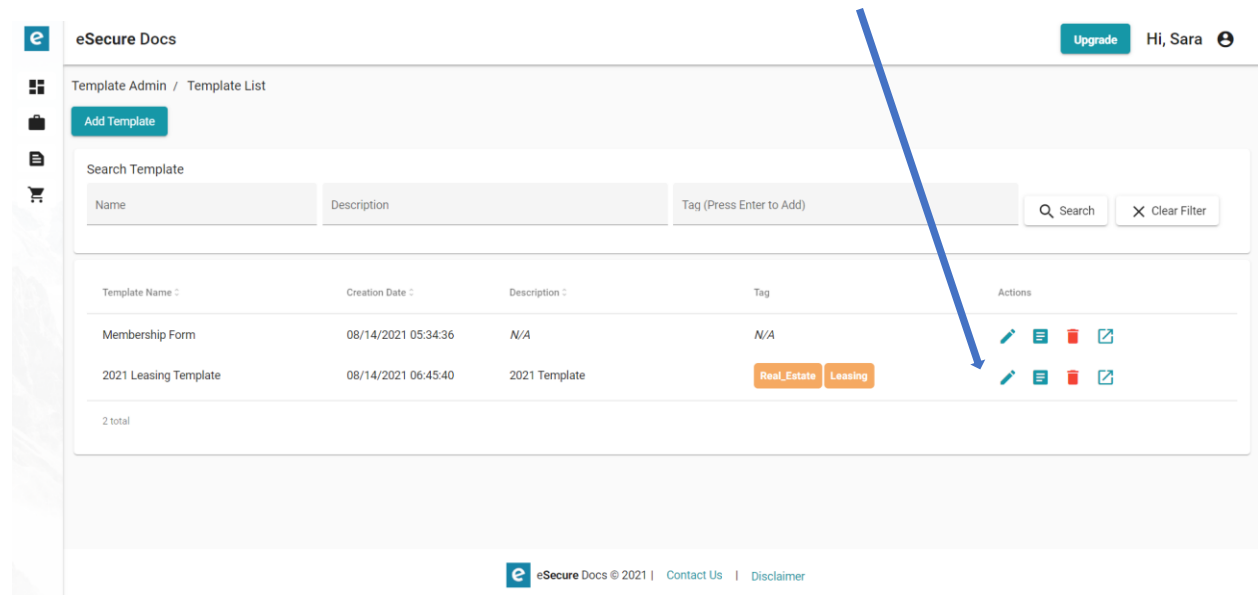 e eSecure Docs Upgrade Hi, Sara
Template Admin / Template List
Add Template
Search Template
Name Description Tag (Press Enter to Add) Search Clear Filter
Template Name Creation Date Description Tag Actions
Membership Form 08/14/2021 05:34:36 N/A N/A
2021 Leasing Template 08/14/2021 06:45:40 2021 Template Real_Estate Leasing
2 total
e eSecure Docs © 2021 | Contact Us | Disclaimer